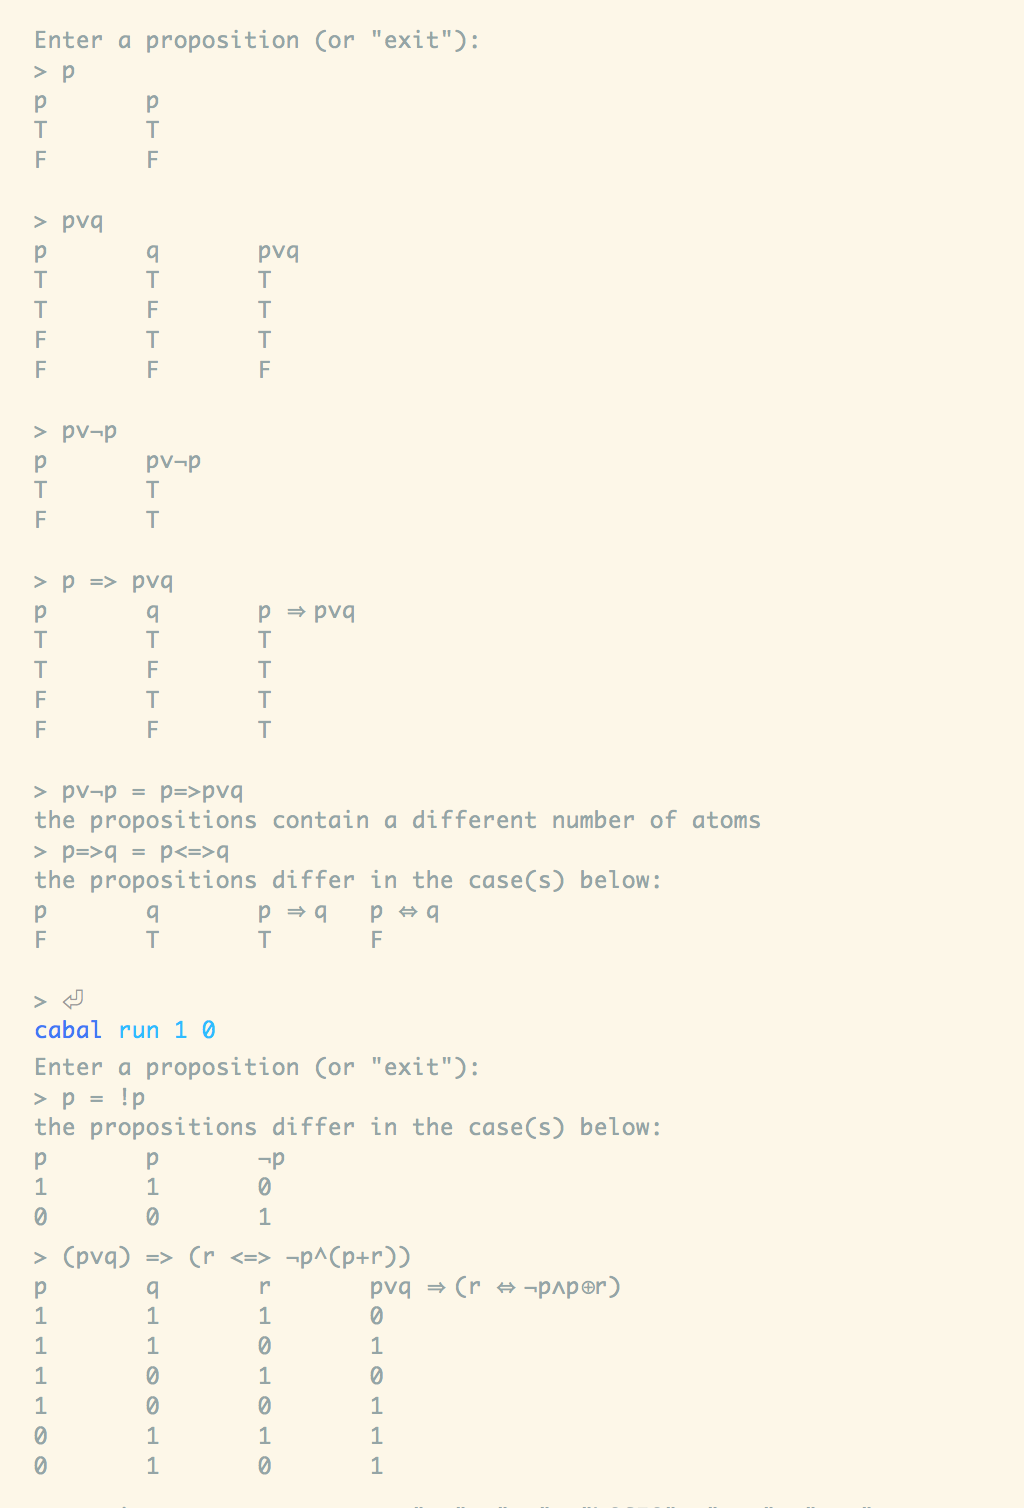 Enter a proposition (or "exit"):
> p
p p
T T
F F
> pvq
p q pvq
T T T
T F T
F T T
F F F
> pv¬p
p pv¬p
T T
F T
> p => pvq
p q p ⇒ pvq
T T T
T F T
F T T
F F T
> pv¬p = p=>pvq
the propositions contain a different number of atoms
> p=>q = p<=>q
the propositions differ in the case(s) below:
p q p ⇒ q p ⇔ q
F T T F
> ⏎
cabal run 1 0
Enter a proposition (or "exit"):
> p = !p
the propositions differ in the case(s) below:
p p ¬p
1 1 0
0 0 1
> (pvq) => (r <=> ¬p^(p+r))
p q r pvq ⇒ (r ⇔ ¬p∧p⊕r)
1 1 1 0
1 1 0 1
1 0 1 0
1 0 0 1
0 1 1 1
0 1 0 1